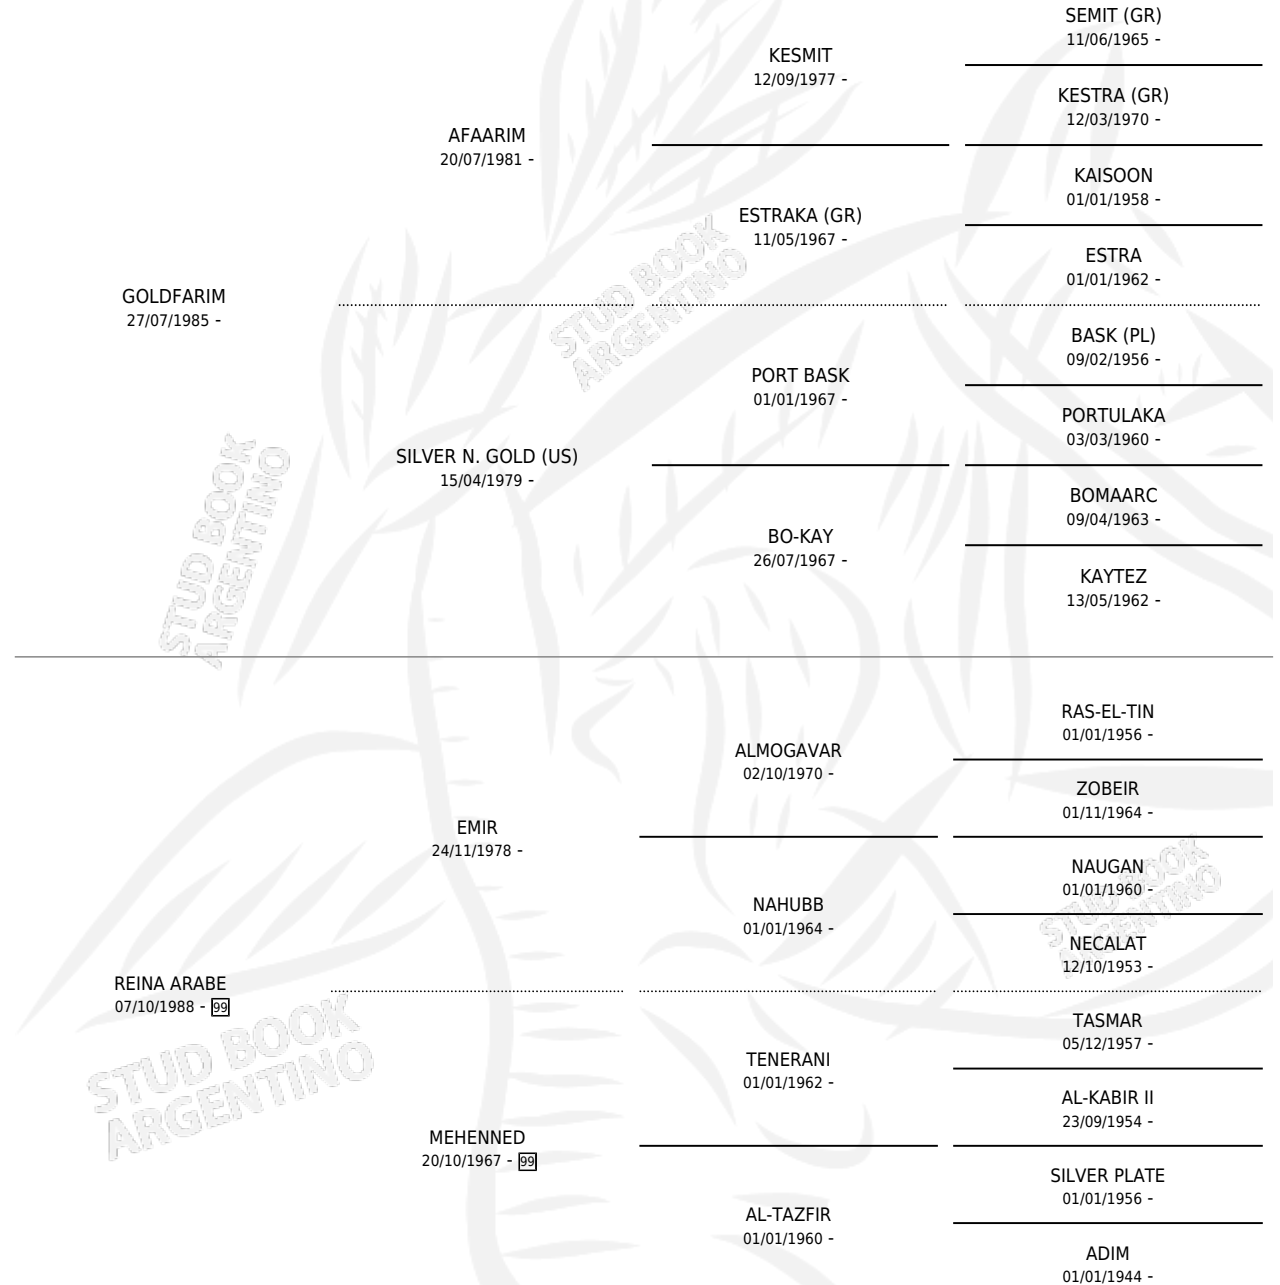 SEMIT (GR)
11/06/1965 -
KESMIT
12/09/1977 -
KESTRA (GR)
12/03/1970 -
AFAARIM
20/07/1981 -
KAISOON
01/01/1958 -
ESTRAKA (GR)
11/05/1967 -
ESTRA
01/01/1962 -
GOLDFARIM
27/07/1985 -
BASK (PL)
09/02/1956 -
PORT BASK
01/01/1967 -
PORTULAKA
03/03/1960 -
SILVER N. GOLD (US)
15/04/1979 -
BOMAARC
09/04/1963 -
BO-KAY
26/07/1967 -
KAYTEZ
13/05/1962 -
RAS-EL-TIN
01/01/1956 -
ALMOGAVAR
02/10/1970 -
ZOBEIR
01/11/1964 -
EMIR
24/11/1978 -
NAUGAN
01/01/1960 -
NAHUBB
01/01/1964 -
NECALAT
12/10/1953 -
REINA ARABE
07/10/1988 - 99
TASMAR
05/12/1957 -
TENERANI
01/01/1962 -
AL-KABIR II
23/09/1954 -
MEHENNED
20/10/1967 - 99
SILVER PLATE
01/01/1956 -
AL-TAZFIR
01/01/1960 -
ADIM
01/01/1944 -
STUD BOOK
ARGENTINO
STUD BOOK
ARGENTINO
STUD BOOK
ARGENTINO
STUD BOOK
ARGENTINO